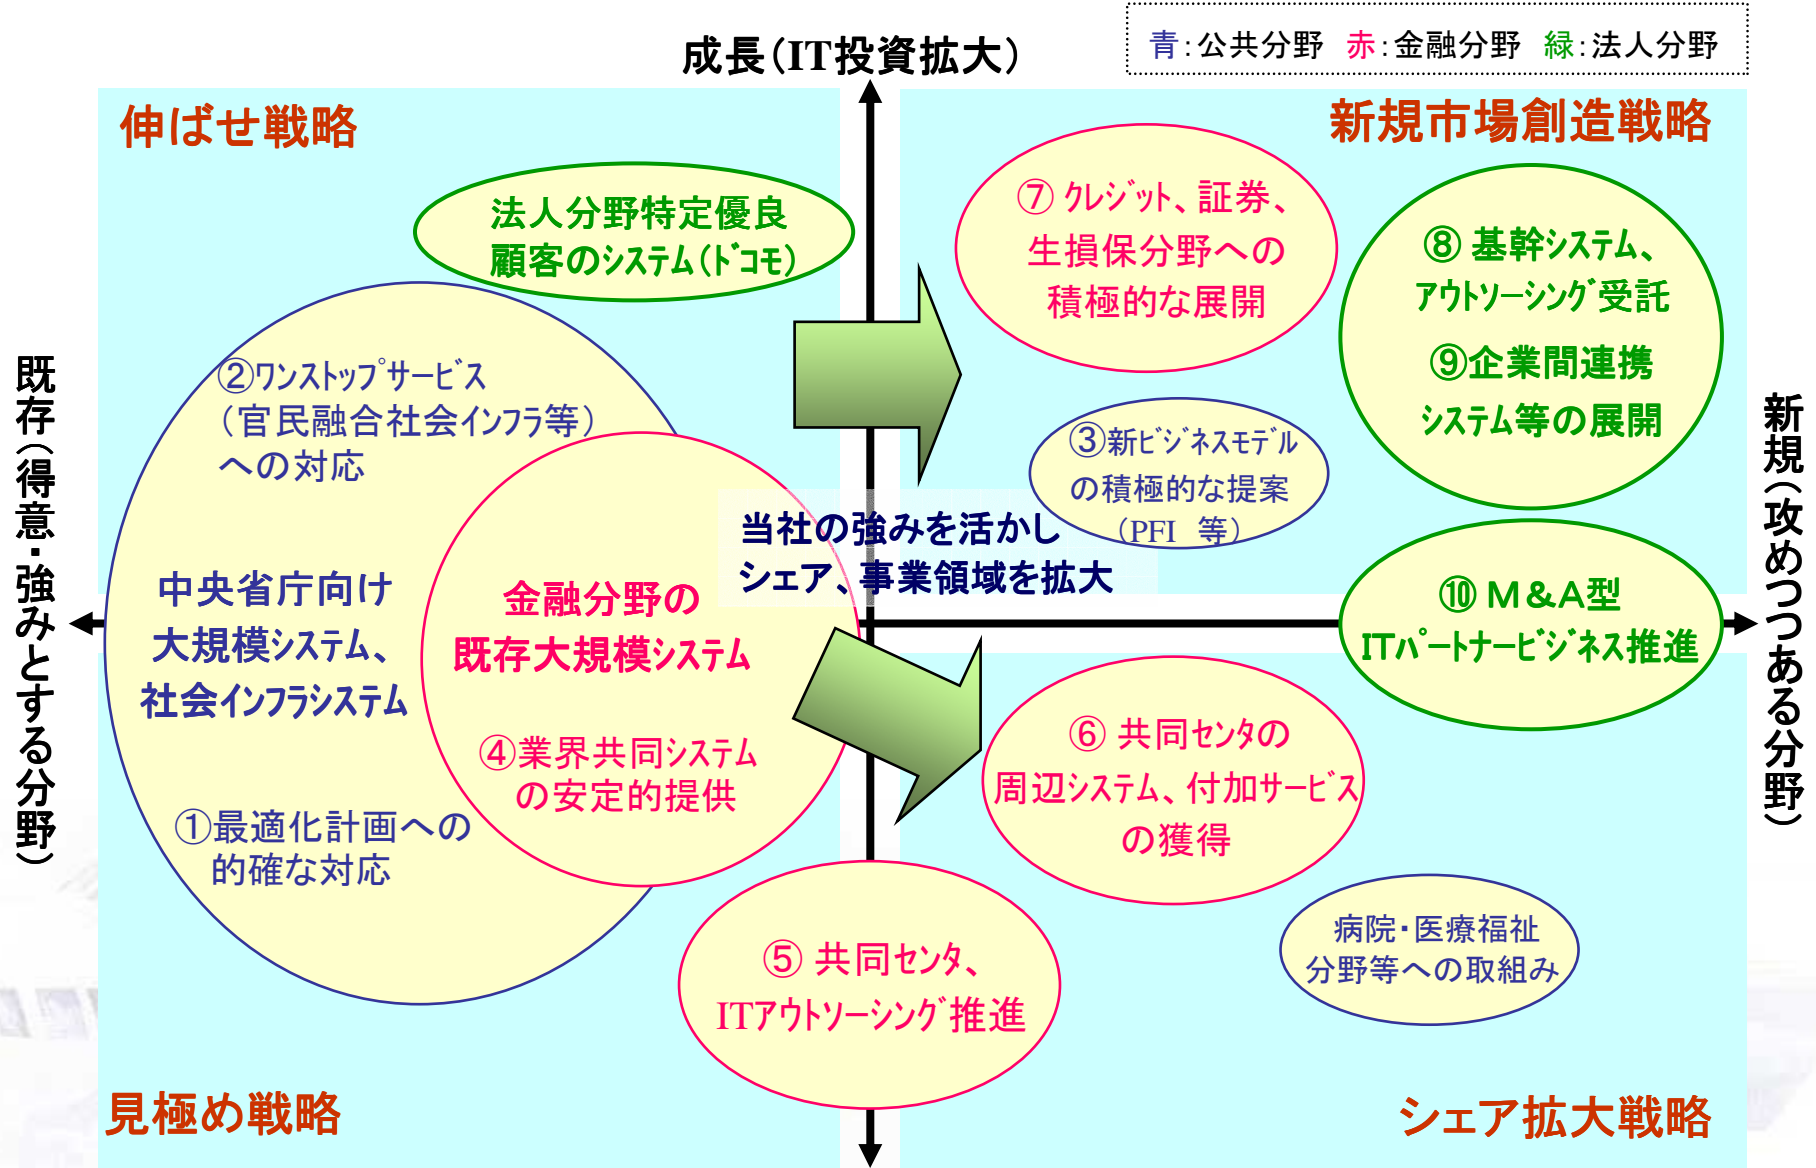 青：公共分野　赤：金融分野　緑：法人分野
成長（IT投資拡大）
伸ばせ戦略
新規市場創造戦略
法人分野特定優良
顧客のｼｽﾃﾑ（ﾄﾞｺﾓ）
⑦ ｸﾚｼﾞｯﾄ、証券、
生損保分野への
積極的な展開
⑧ 基幹ｼｽﾃﾑ、
ｱｳﾄｿｰｼﾝｸﾞ受託
⑨企業間連携
ｼｽﾃﾑ等の展開
②ﾜﾝｽﾄｯﾌﾟｻｰﾋﾞｽ
（官民融合社会ｲﾝﾌﾗ等）
への対応
③新ﾋﾞｼﾞﾈｽﾓﾃﾞﾙ
の積極的な提案
（PFI　等）
既存（得意・強みとする分野）
新規（攻めつつある分野）
当社の強みを活かし
シェア、事業領域を拡大
中央省庁向け
大規模ｼｽﾃﾑ、
社会ｲﾝﾌﾗｼｽﾃﾑ
金融分野の
既存大規模ｼｽﾃﾑ
⑩ Ｍ＆Ａ型
ITﾊﾟｰﾄﾅｰﾋﾞｼﾞﾈｽ推進
④業界共同ｼｽﾃﾑ
の安定的提供
⑥ 共同ｾﾝﾀの
周辺ｼｽﾃﾑ、付加ｻｰﾋﾞｽ
の獲得
①最適化計画への
的確な対応
⑤ 共同ｾﾝﾀ、
ITｱｳﾄｿｰｼﾝｸﾞ推進
病院・医療福祉
分野等への取組み
見極め戦略
シェア拡大戦略